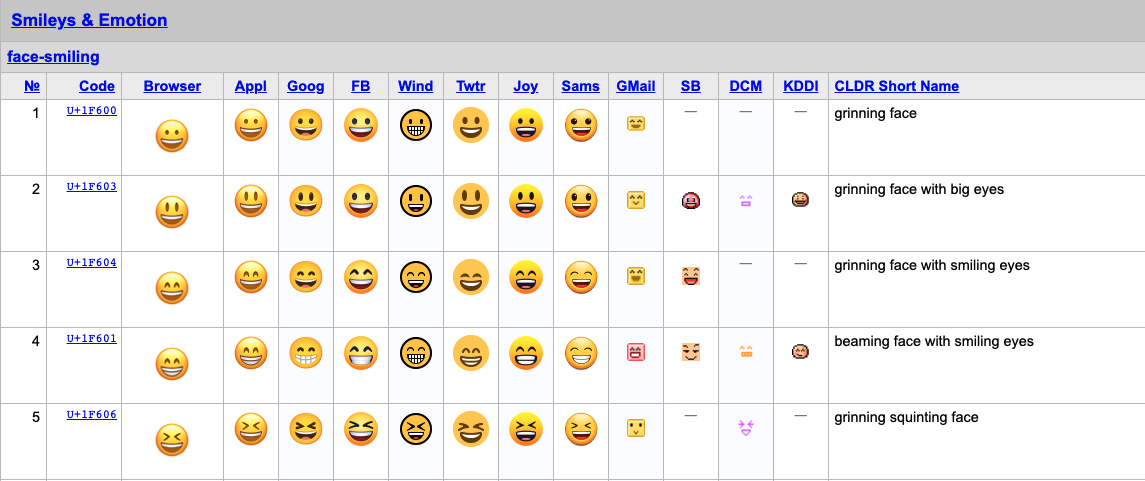 Smileys & Emotion
face-smiling
№ Code Browser Appl Goog FB Wind Twtr Joy Sams GMail SB DCM KDDI CLDR Short Name
1 U+1F600 — — — grinning face
2 U+1F603 grinning face with big eyes
3 U+1F604 — — grinning face with smiling eyes
4 U+1F601 beaming face with smiling eyes
5 U+1F606 — — grinning squinting face